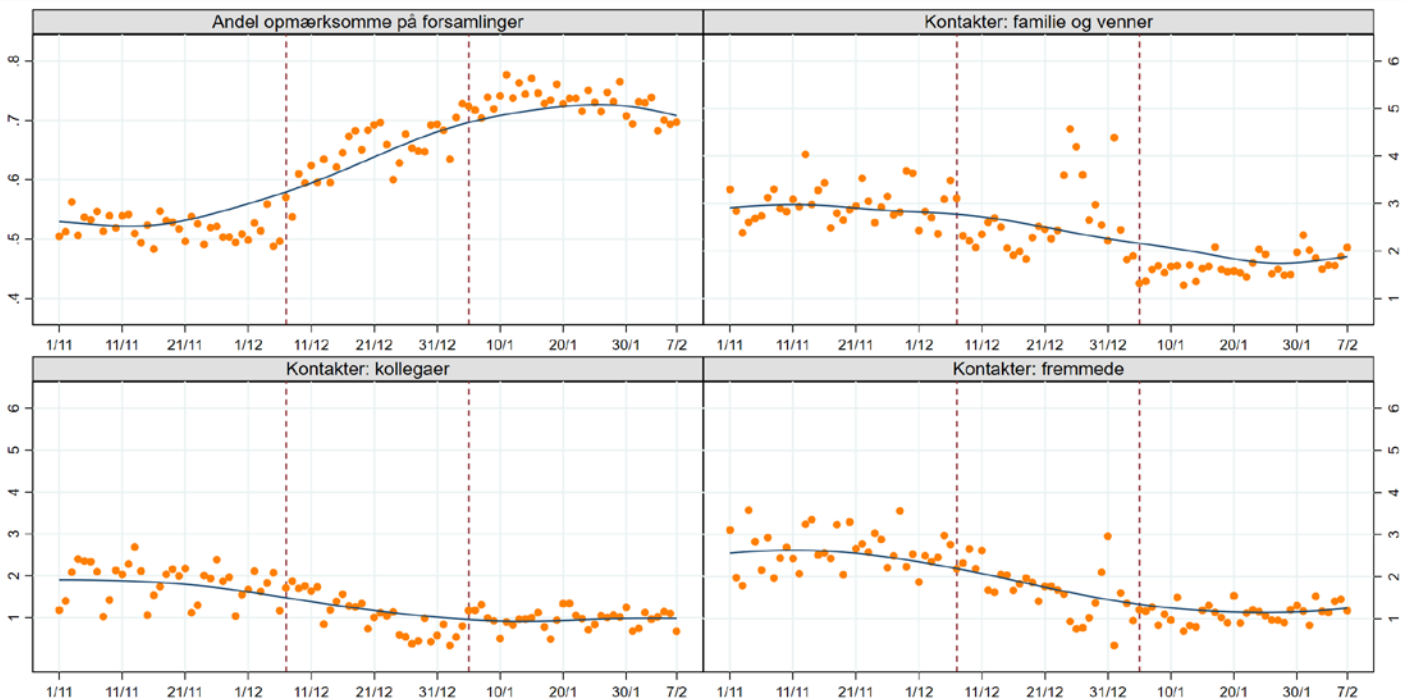 Andel opmærksomme på forsamlinger
Kontakter: familie og venner
.8
.7
.6
.5
.4
6
5
4
3
2
1
1/11 11/11 21/11 1/12 12/12 21/12 31/12 10/1 20/1 30/1 7/2
1/11 11/11 21/11 1/12 11/12 21/12 31/12 10/1 20/1 30/1 7/2
Kontakter: kollegaer
Kontakter: fremmede
6
5
4
3
2
1
6
5
4
3
2
1
1/11 11/11 21/11 1/12 11/12 21/12 31/12 10/1 20/1 30/1 7/2
1/11 11/11 21/11 1/12 11/12 21/12 31/12 10/1 20/1 30/1 7/2